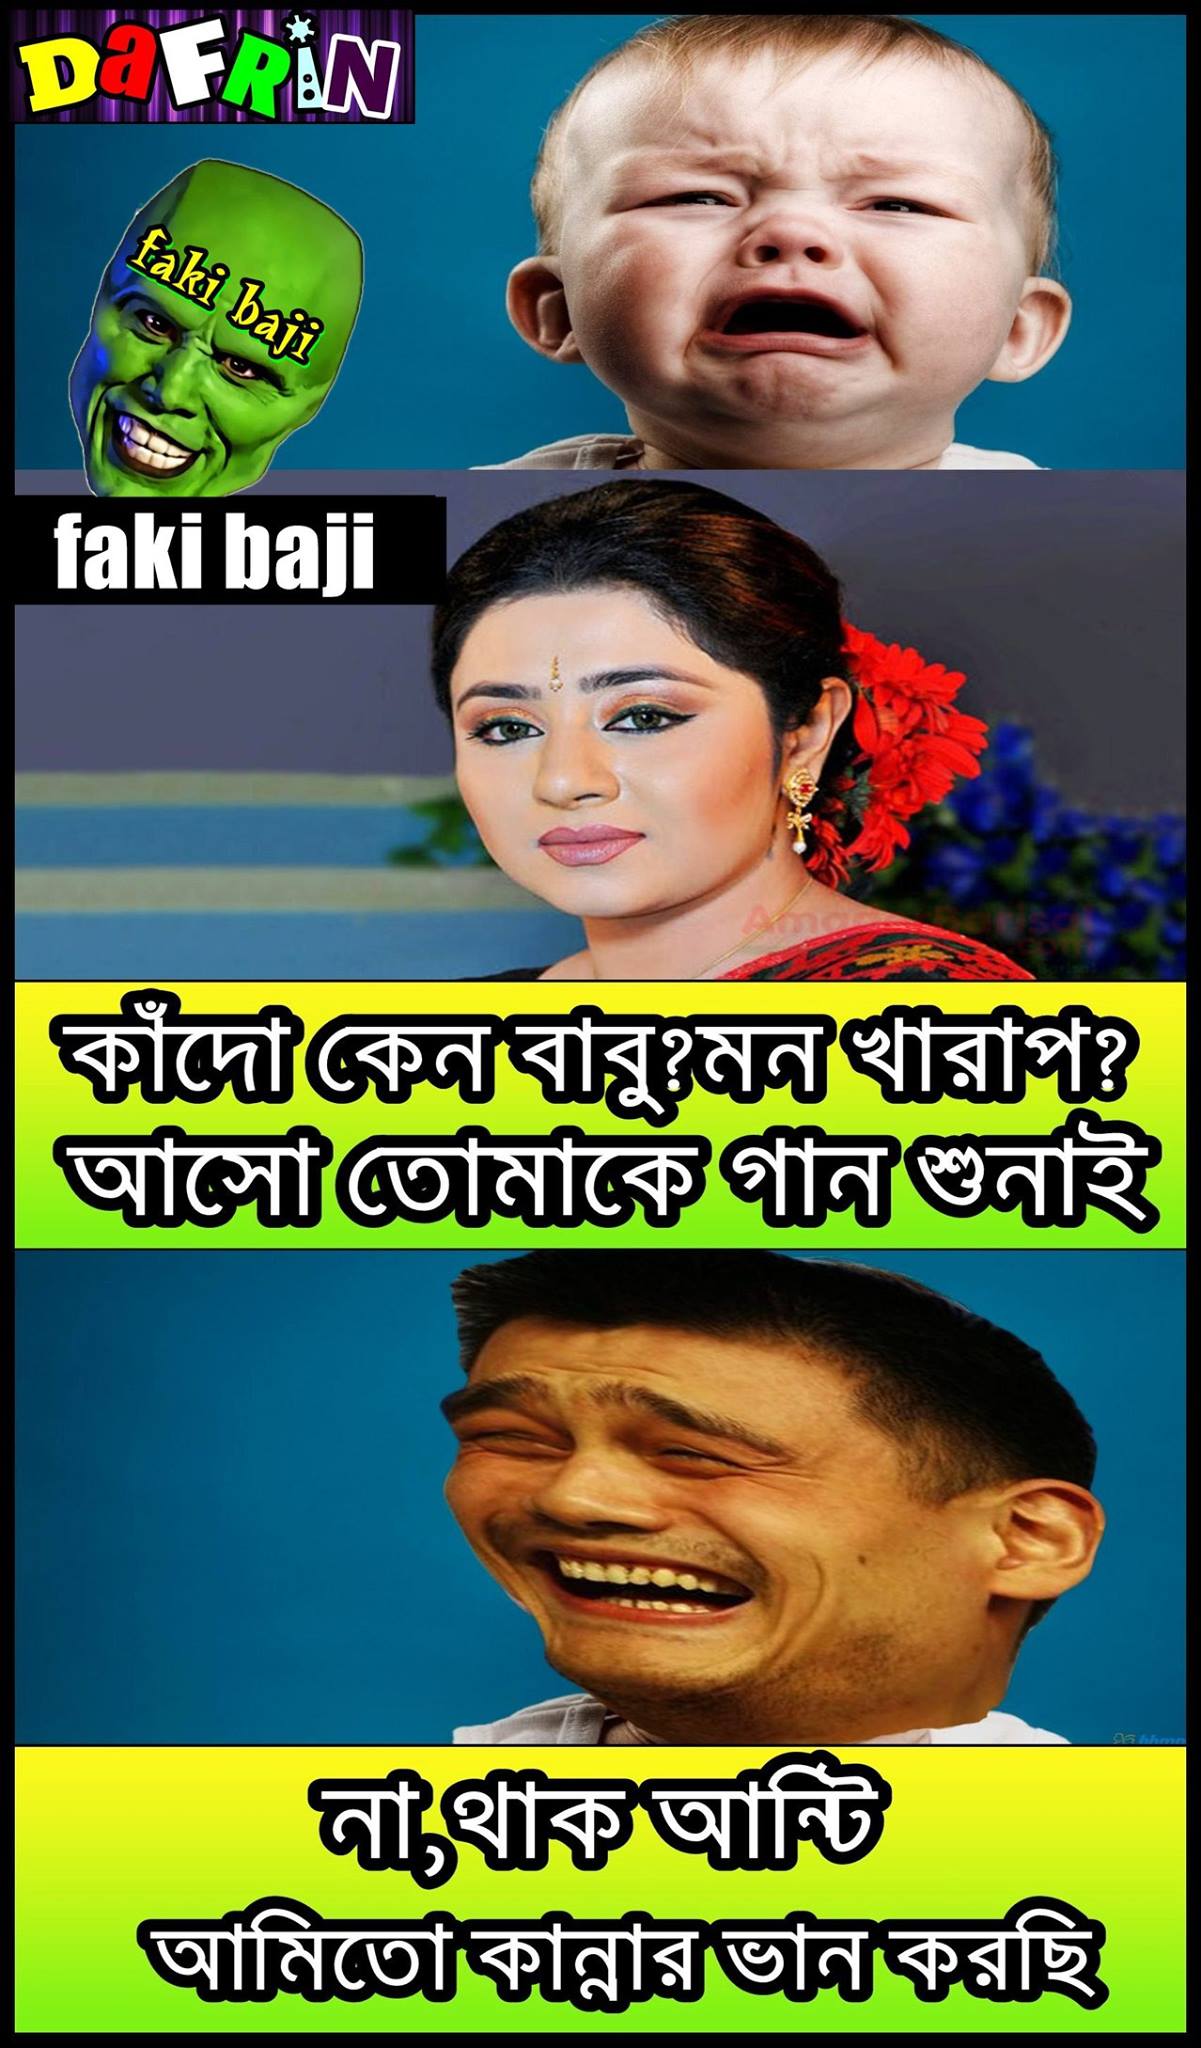 DaFRiN
faki baji
faki baji
কাঁদো কেন বাবু?মন খারাপ?
আসো তোমাকে গান শুনাই
না,থাক আন্টি
আমিতো কান্নার ভান করছি